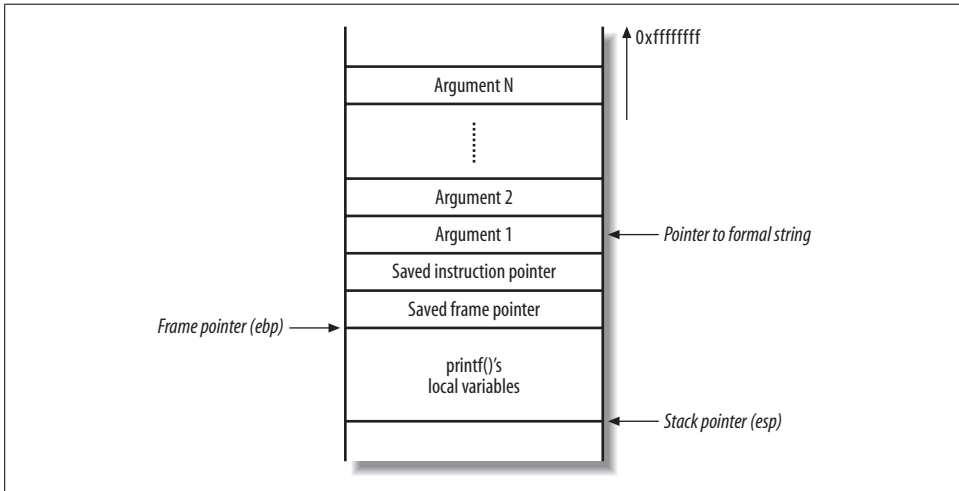 0xffffffff
Argument N
Argument 2
Argument 1
Pointer to formal string
Saved instruction pointer
Saved frame pointer
Frame pointer (ebp)
printf()'s
local variables
Stack pointer (esp)